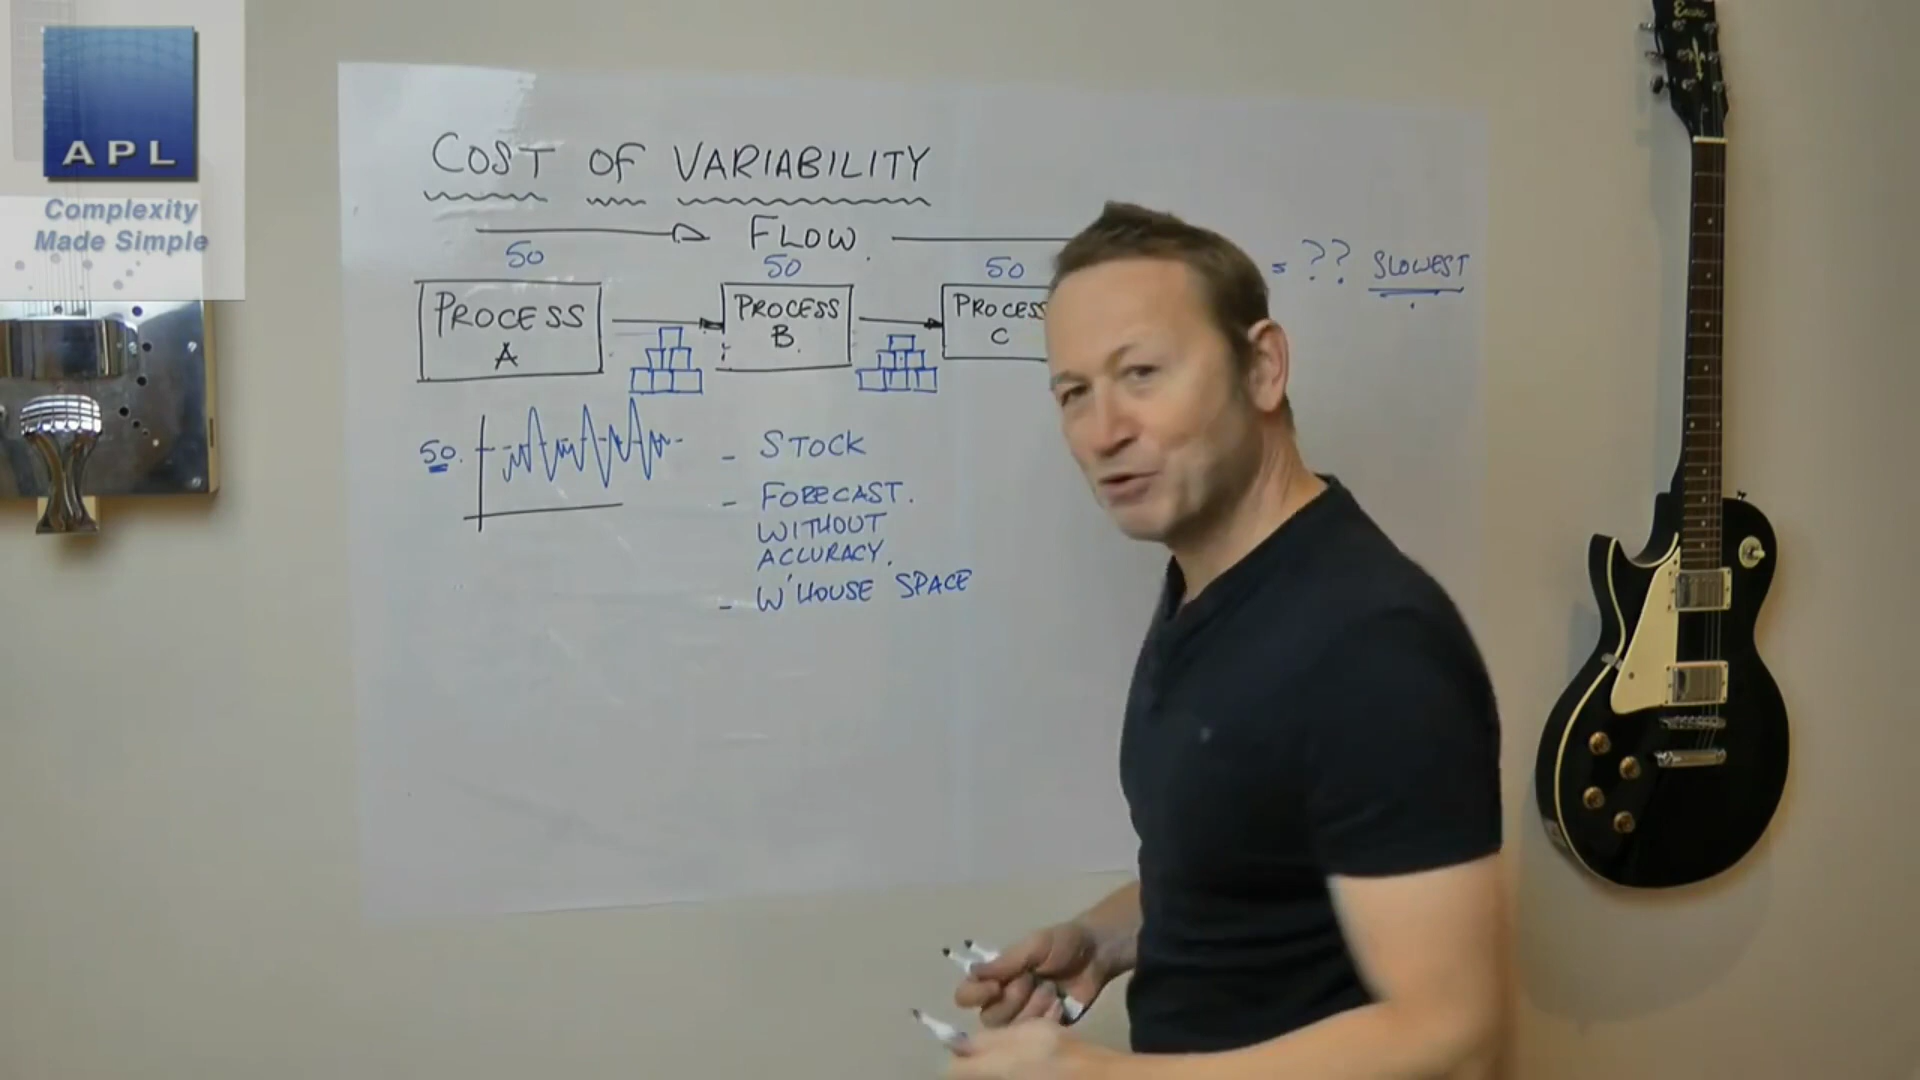 APL
Complexity
Made Simple
COST OF VARIABILITY
FLOW.
50
50
50
= ?? SLOWEST
PROCESS
A
PROCESS
B.
PROCESS
C
50.
- STOCK
- FORECAST.
WITHOUT
ACCURACY.
- W'HOUSE SPACE